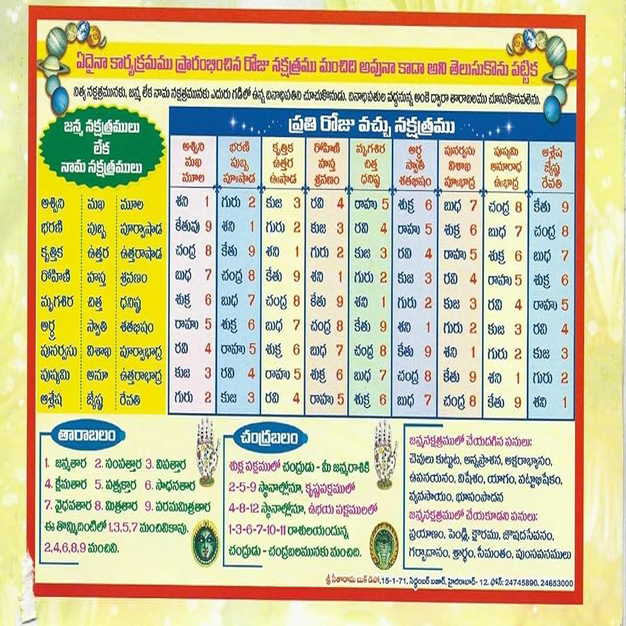 ఏదైనా కార్యక్రమము ప్రారంభించిన రోజు నక్షత్రము మంచిది అవునా కాదా అని తెలుసుకొను పట్టిక
నిత్య నక్షత్రమునకు, జన్మ లేక నామ నక్షత్రమునకు ఎదురు గడిలో ఉన్న దినాధిపతిని చూచుకొనుడు. దినాధిపతుల వద్దనున్న అంకె ద్వారా తారాబలము చూసుకొనవలెను.
జన్మ నక్షత్రములు
లేక
నామ నక్షత్రములు
ప్రతి రోజు వచ్చు నక్షత్రము
అశ్విని భరణి కృత్తిక రోహిణి మృగశిర ఆర్ద్ర పునర్వసు పుష్యమి ఆశ్లేష
మఖ పుబ్బ ఉత్తర హస్త చిత్త స్వాతి విశాఖ అనూరాధ జ్యేష్ఠ
మూల పూ॥షాఢ ఉ॥షాఢ శ్రవణం ధనిష్ఠ శతభిషం పూ॥భాద్ర ఉ॥భాద్ర రేవతి
అశ్విని మఖ మూల శని 1 గురు 2 కుజ 3 రవి 4 రాహు 5 శుక్ర 6 బుధ 7 చంద్ర 8 కేతు 9
భరణి పుబ్బ పూర్వాషాఢ కేతువు 9 శని 1 గురు 2 కుజ 3 రవి 4 రాహు 5 శుక్ర 6 బుధ 7 చంద్ర 8
కృత్తిక ఉత్తర ఉత్తరాషాఢ చంద్ర 8 కేతు 9 శని 1 గురు 2 కుజ 3 రవి 4 రాహు 5 శుక్ర 6 బుధ 7
రోహిణి హస్త శ్రవణం బుధ 7 చంద్ర 8 కేతు 9 శని 1 గురు 2 కుజ 3 రవి 4 రాహు 5 శుక్ర 6
మృగశిర చిత్త ధనిష్ఠ శుక్ర 6 బుధ 7 చంద్ర 8 కేతు 9 శని 1 గురు 2 కుజ 3 రవి 4 రాహు 5
ఆర్ద్ర స్వాతి శతభిషం రాహు 5 శుక్ర 6 బుధ 7 చంద్ర 8 కేతు 9 శని 1 గురు 2 కుజ 3 రవి 4
పునర్వసు విశాఖ పూర్వాభాద్ర రవి 4 రాహు 5 శుక్ర 6 బుధ 7 చంద్ర 8 కేతు 9 శని 1 గురు 2 కుజ 3
పుష్యమి అనూ ఉత్తరాభాద్ర కుజ 3 రవి 4 రాహు 5 శుక్ర 6 బుధ 7 చంద్ర 8 కేతు 9 శని 1 గురు 2
ఆశ్లేష జ్యేష్ఠ రేవతి గురు 2 కుజ 3 రవి 4 రాహు 5 శుక్ర 6 బుధ 7 చంద్ర 8 కేతు 9 శని 1
తారాబలం
1. జన్మతార 2. సంపత్తార 3. విపత్తార
4. క్షేమతార 5. పత్యక్తార 6. సాధనతార
7. వైధవతార 8 మిత్రతార 9. పరమమిత్రతార
ఈ తొమ్మిదింటిలో 1,3,5,7 మంచివికావు.
2,4,6,8,9 మంచివి.
చంద్రబలం
శుక్ల పక్షములో చంద్రుడు - మీ జన్మరాశికి
2-5-9 స్థానాల్లోనూ, కృష్ణపక్షములో
4-8-12 స్థానాల్లోనూ, ఉభయ పక్షములలో
1-3-6-7-10-11 రాశులయందున్న
చంద్రుడు - చంద్రబలమునకు మంచిది.
జన్మనక్షత్రములో చేయదగిన పనులు:
చెవులు కుట్టుట, అన్నప్రాశన, అక్షరాభ్యాసం,
ఉపనయనం, నిషేకం, యాగం, పట్టాభిషేకం,
వ్యవసాయం, భూసంపాదన
జన్మనక్షత్రములో చేయకూడని పనులు:
ప్రయాణం, పెండ్లి, క్షౌరము, ఔషధసేవనం,
గర్భాదానం, శ్రార్థం, సీమంతం, పుంసవనములు
శ్రీ సీతారామ బుక్ డిపో, 15-1-71, సిద్దంబర్ బజార్, హైదరాబాద్- 12. ఫోన్: 24745890, 24653000